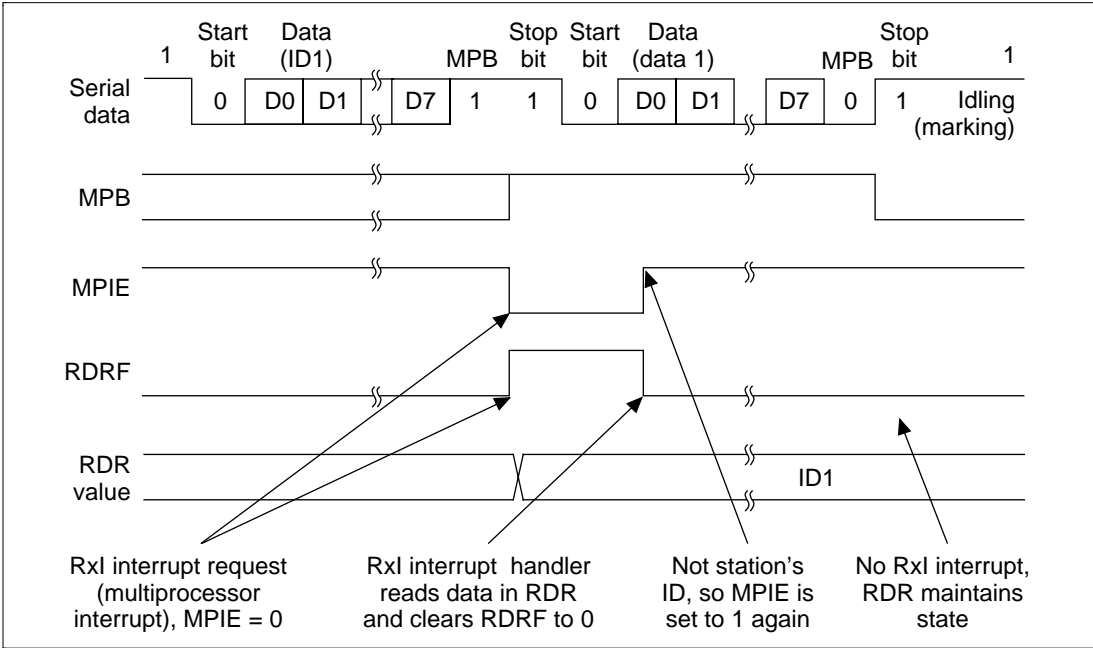 1 Start bit Data (ID1) MPB Stop bit Start bit Data (data 1) MPB No Stop bit 1
Serial data
0 D0 D1 D7 1 1 0 D0 D1 D7 0 1 Idling (marking)
MPB
MPIE
RDRF
RDR value
ID1
RxI interrupt request
(multiprocessor
interrupt), MPIE = 0
RxI interrupt handler
reads data in RDR
and clears RDRF to 0
Not station's
ID, so MPIE is
set to 1 again
No RxI interrupt,
RDR maintains
state